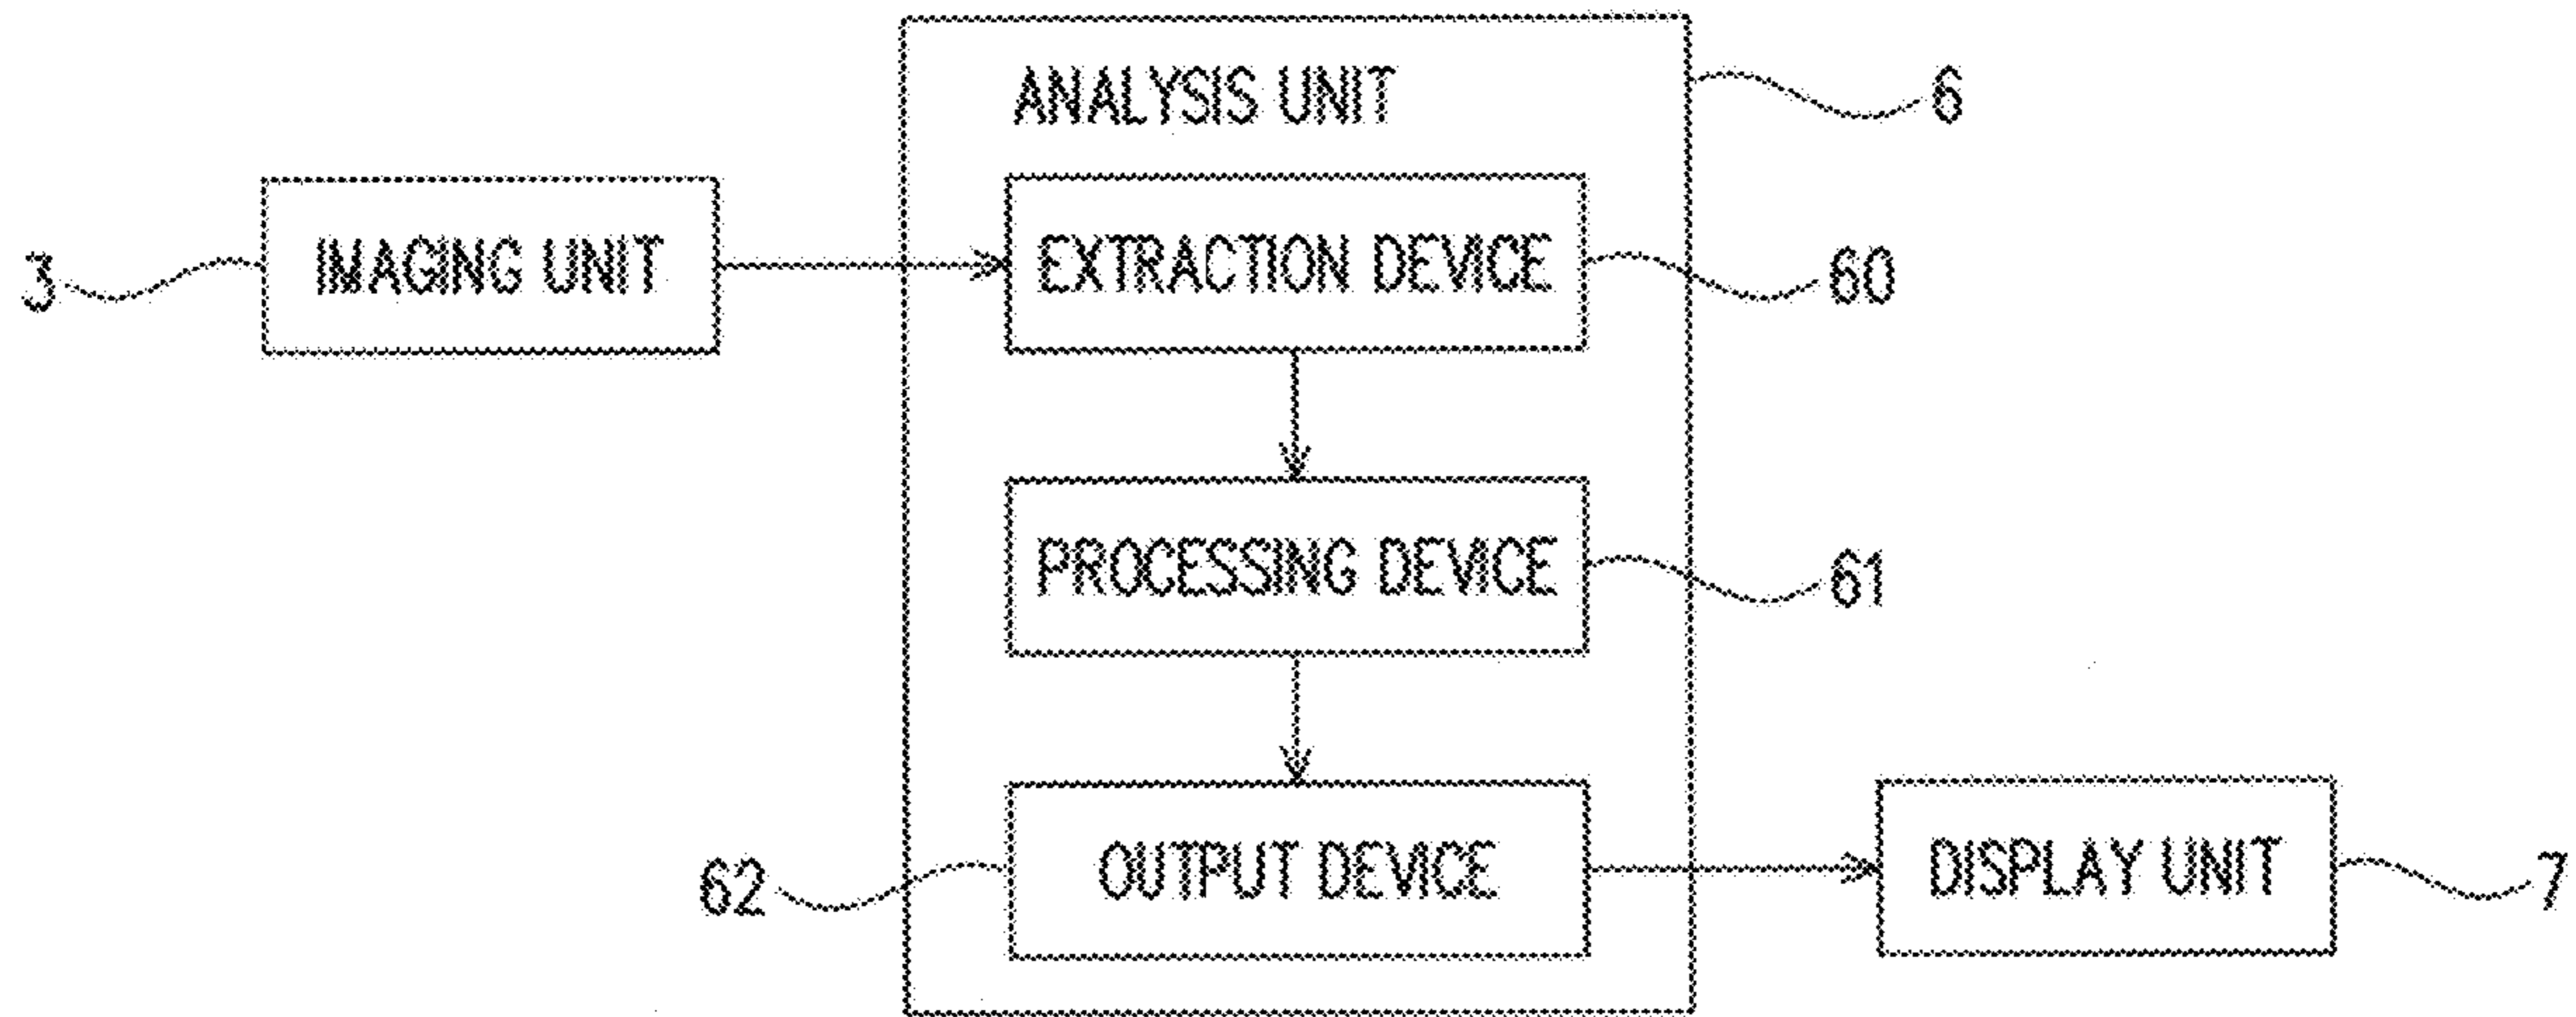 ANALYSIS UNIT
6
3
IMAGING UNIT
EXTRACTION DEVICE
60
PROCESSING DEVICE
61
62
OUTPUT DEVICE
DISPLAY UNIT
7